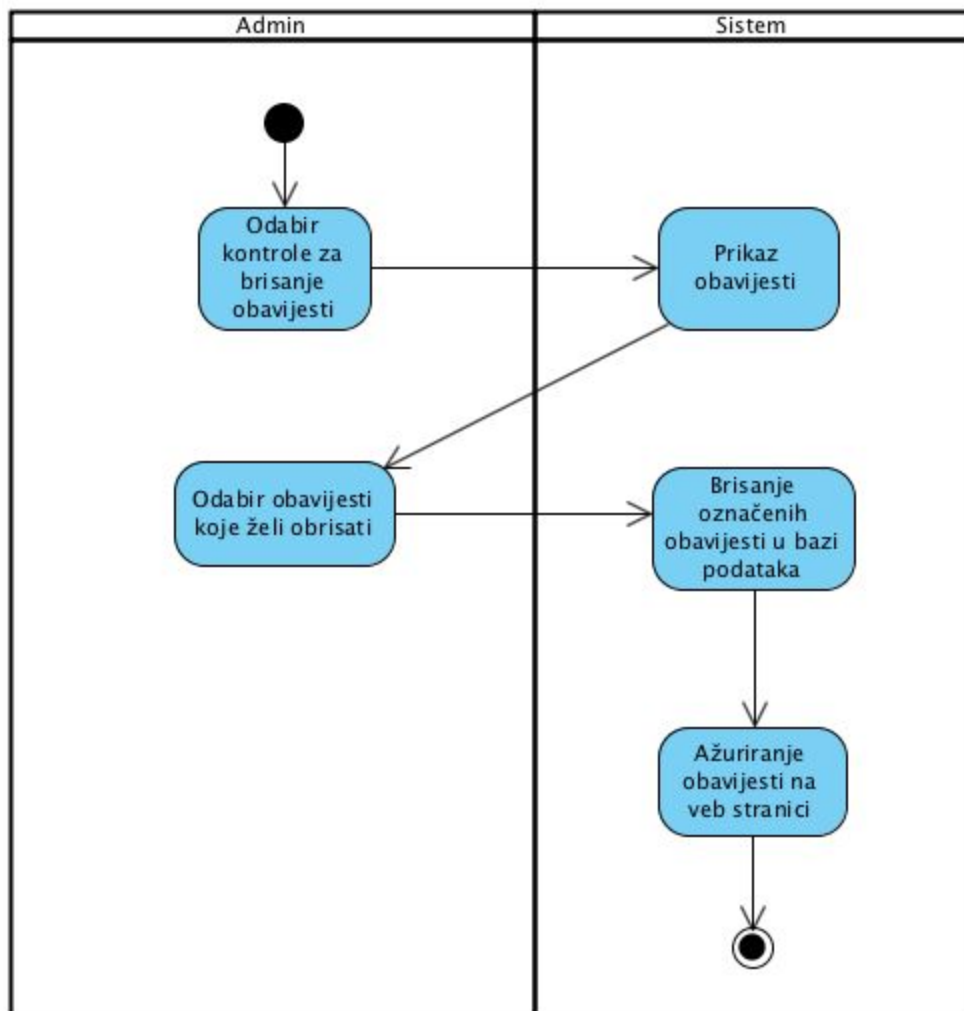 Admin
Sistem
Odabir
kontrole za
brisanje
obavijesti
Prikaz
obavijesti
Odabir obavijesti
koje želi obrisati
Brisanje
označenih
obavijesti u bazi
podataka
Ažuriranje
obavijesti na
veb stranici